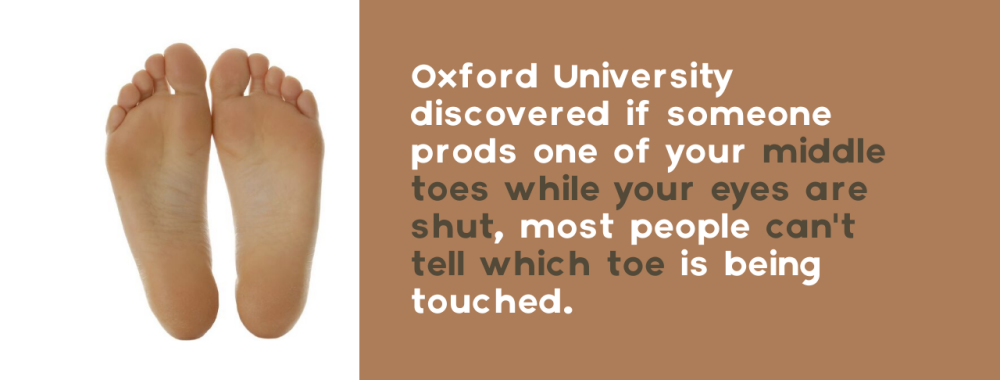 Oxford University
discovered if someone
prods one of your middle
toes while your eyes are
shut, most people can't
tell which toe is being
touched.